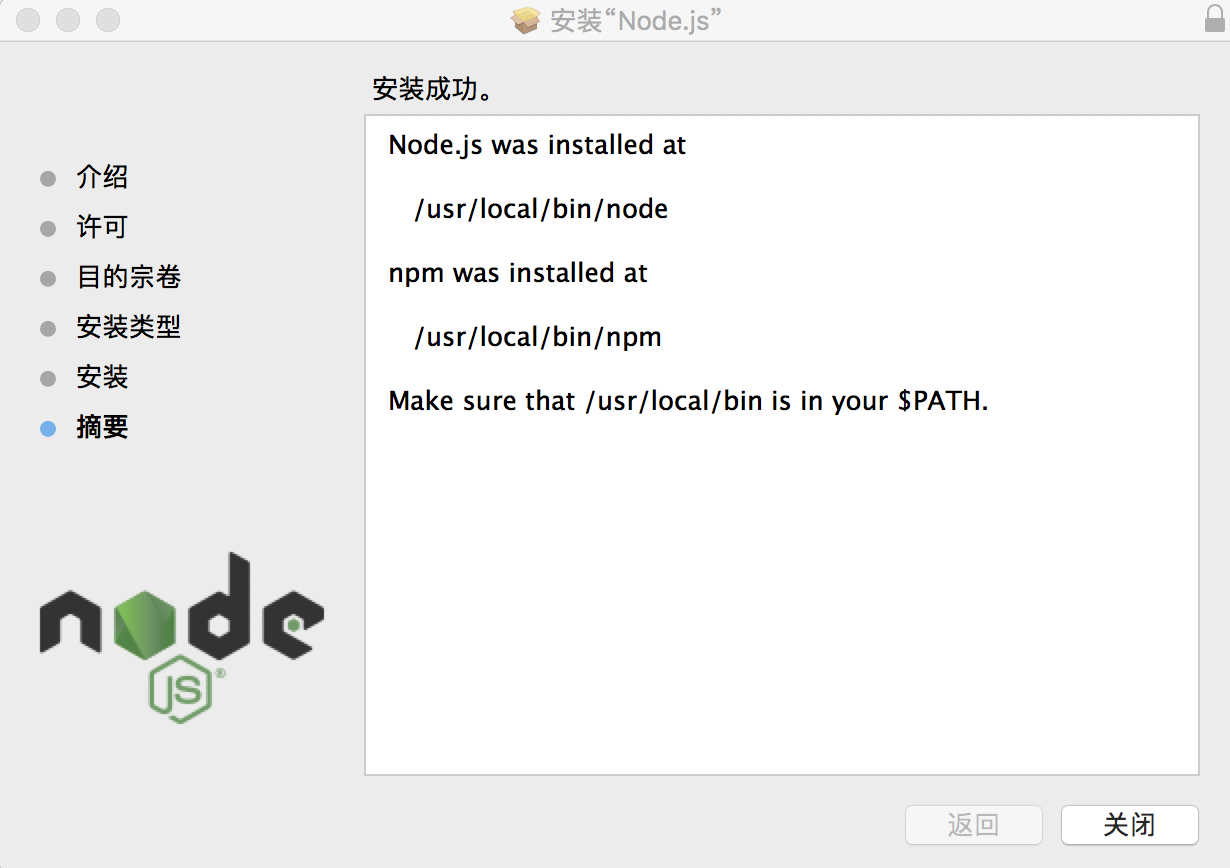 安装“Node.js”
安装成功。
介绍
许可
目的宗卷
安装类型
安装
摘要
Node.js was installed at
/usr/local/bin/node
npm was installed at
/usr/local/bin/npm
Make sure that /usr/local/bin is in your $PATH.
node
JS®
返回
关闭